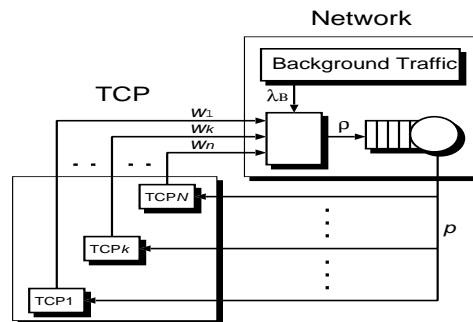 Network
Background Traffic
TCP
λB
w1
wk
ρ
wn
TCPN
p
TCPk
TCP1